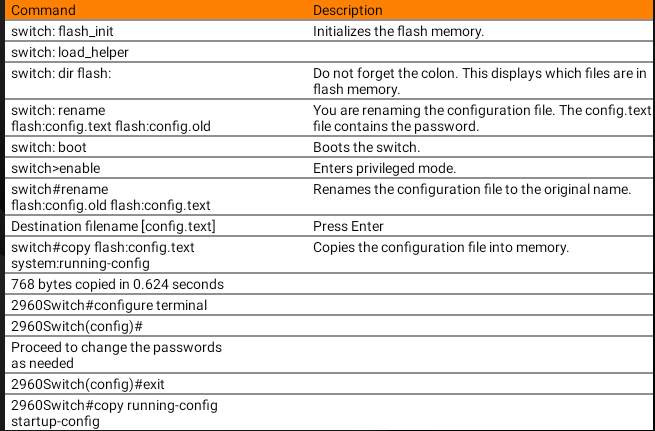 Command Description
switch: flash_init Initializes the flash memory.
switch: load_helper
switch: dir flash: Do not forget the colon. This displays which files are in
flash memory.
switch: rename You are renaming the configuration file. The config.text
flash:config.text flash:config.old file contains the password.
switch: boot Boots the switch.
switch>enable Enters privileged mode.
switch#rename Renames the configuration file to the original name.
flash:config.old flash:config.text
Destination filename [config.text] Press Enter
switch#copy flash:config.text Copies the configuration file into memory.
system:running-config
768 bytes copied in 0.624 seconds
2960Switch#configure terminal
2960Switch(config)#
Proceed to change the passwords
as needed
2960Switch(config)#exit
2960Switch#copy running-config
startup-config